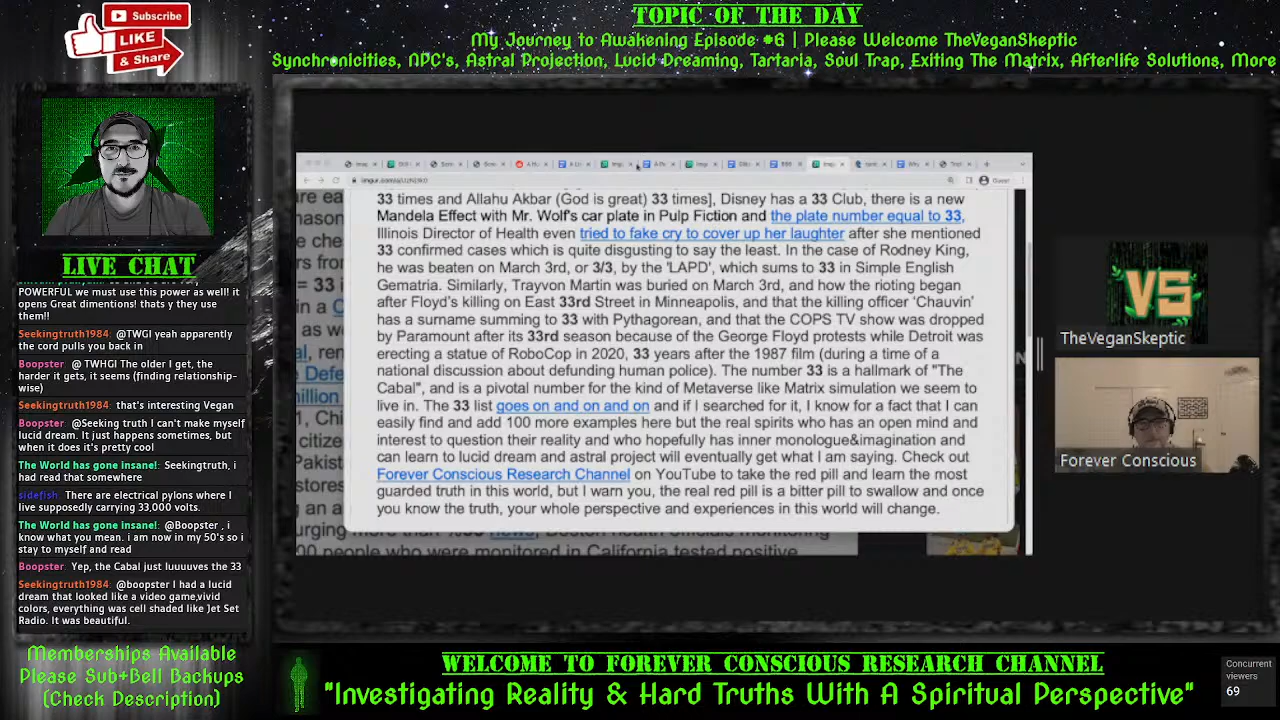 Subscribe
LIKE
& Share
TOPIC OF THE DAY
My Journey to Awakening Episode #6 | Please Welcome TheVeganSkeptic
Synchronicities, NPC's, Astral Projection, Lucid Dreaming, Tartaria, Soul Trap, Exiting The Matrix, Afterlife Solutions, More
LIVE CHAT
POWERFUL we must use this power as well! it
opens Great dimentions! thats y they use
them!!
Seekingtruth1984: @TWGI yeah apparently
the cord pulls you back in
Boopster: @ TWHGI The older I get, the
harder it gets, it seems (finding relationship-
wise)
Seekingtruth1984: that's interesting Vegan
Boopster: @Seeking truth I can't make myself
lucid dream. It just happens sometimes, but
when it does it's pretty cool
The World has gone insane!: Seekingtruth, i
had read that somewhere
sidefish: There are electrical pylons where I
live supposedly carrying 33,000 volts.
The World has gone insane!: @Boopster , i
know what you mean. i am now in my 50's so i
stay to myself and read
Boopster: Yep, the Cabal just luuuuves the 33
Seekingtruth1984: @boopster I had a lucid
dream that looked like a video game,vivid
colors, everything was cell shaded like Jet Set
Radio. It was beautiful.
Memberships Available
Please Sub+Bell Backups
(Check Description)
33 times and Allahu Akbar (God is great) 33 times], Disney has a 33 Club, there is a new
Mandela Effect with Mr. Wolf's car plate in Pulp Fiction and the plate number equal to 33,
Illinois Director of Health even tried to fake cry to cover up her laughter after she mentioned
33 confirmed cases which is quite disgusting to say the least. In the case of Rodney King,
he was beaten on March 3rd, or 3/3, by the 'LAPD', which sums to 33 in Simple English
Gematria. Similarly, Trayvon Martin was buried on March 3rd, and how the rioting began
after Floyd's killing on East 33rd Street in Minneapolis, and that the killing officer 'Chauvin'
has a surname summing to 33 with Pythagorean, and that the COPS TV show was dropped
by Paramount after its 33rd season because of the George Floyd protests while Detroit was
erecting a statue of RoboCop in 2020, 33 years after the 1987 film (during a time of a
national discussion about defunding human police). The number 33 is a hallmark of "The
Cabal", and is a pivotal number for the kind of Metaverse like Matrix simulation we seem to
live in. The 33 list goes on and on and on and if I searched for it, I know for a fact that I can
easily find and add 100 more examples here but the real spirits who has an open mind and
interest to question their reality and who hopefully has inner monologue&imagination and
can learn to lucid dream and astral project will eventually get what I am saying. Check out
Forever Conscious Research Channel on YouTube to take the red pill and learn the most
guarded truth in this world, but I warn you, the real red pill is a bitter pill to swallow and once
you know the truth, your whole perspective and experiences in this world will change.
00 people who were monitored in California tested positive
VS
TheVeganSkeptic
Forever Conscious
WELCOME TO FOREVER CONSCIOUS RESEARCH CHANNEL
"Investigating Reality & Hard Truths With A Spiritual Perspective"
Concurrent
viewers
69